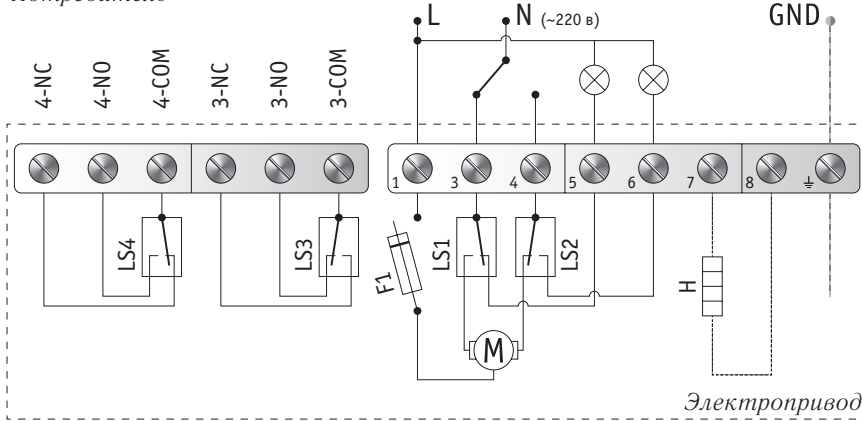 L N (~220 в) GND
4-NC 4-NO 4-COM 3-NC 3-NO 3-COM
1 3 4 5 6 7 8
LS4 LS3 F1 LS1 LS2 H
M
Электропривод